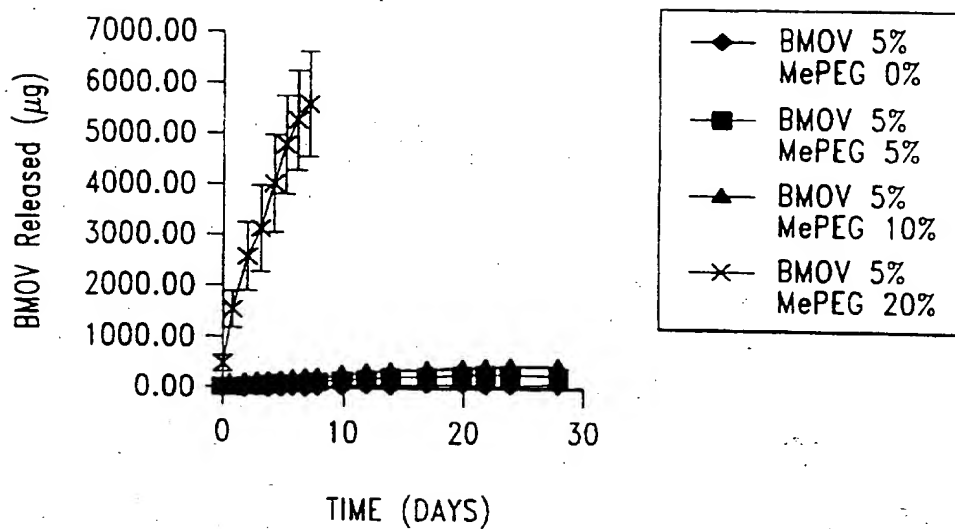 BMOV Released (µg)
7000.00
6000.00
5000.00
4000.00
3000.00
2000.00
1000.00
0.00
0 10 20 30
TIME (DAYS)
BMOV 5%
MePEG 0%
BMOV 5%
MePEG 5%
BMOV 5%
MePEG 10%
BMOV 5%
MePEG 20%